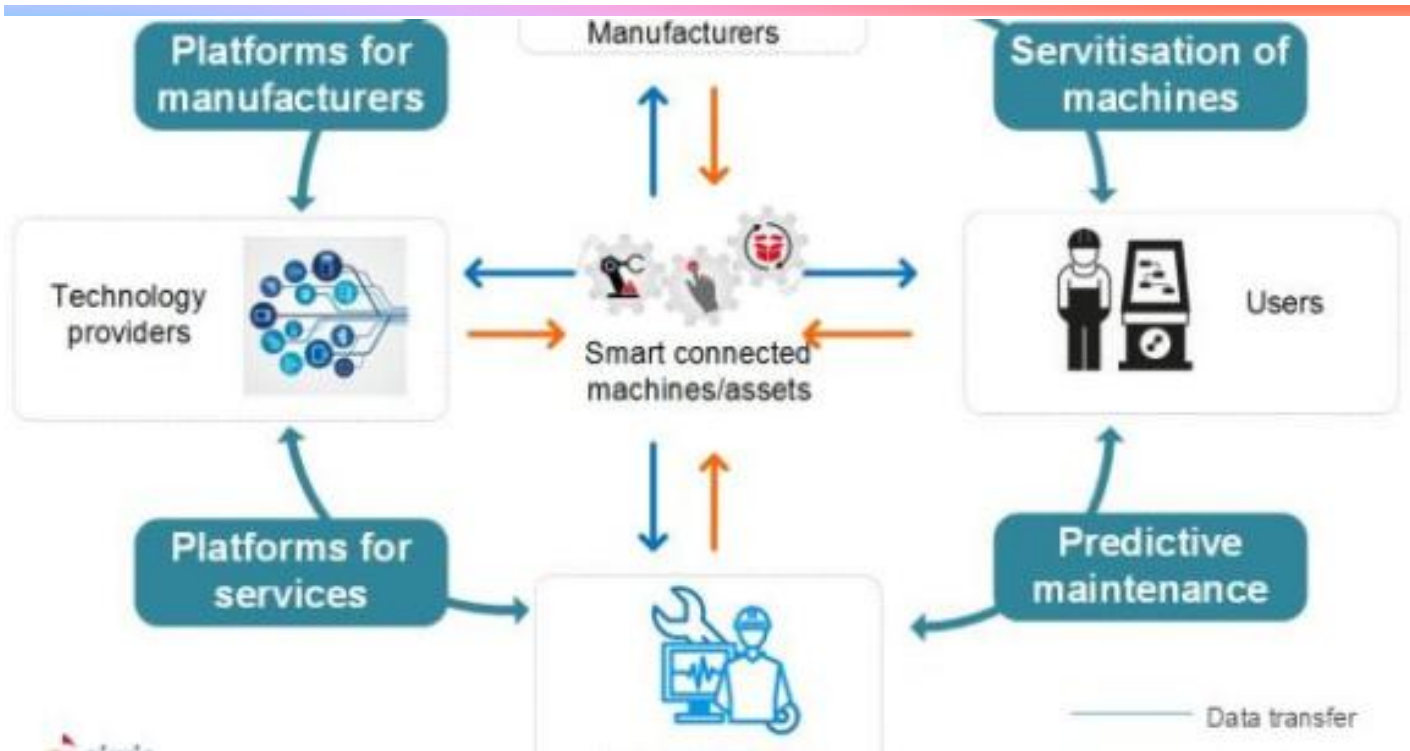 Manufacturers
Platforms for
manufacturers
Servitisation of
machines
Technology
providers
Smart connected
machines/assets
Users
Platforms for
services
Predictive
maintenance
Data transfer